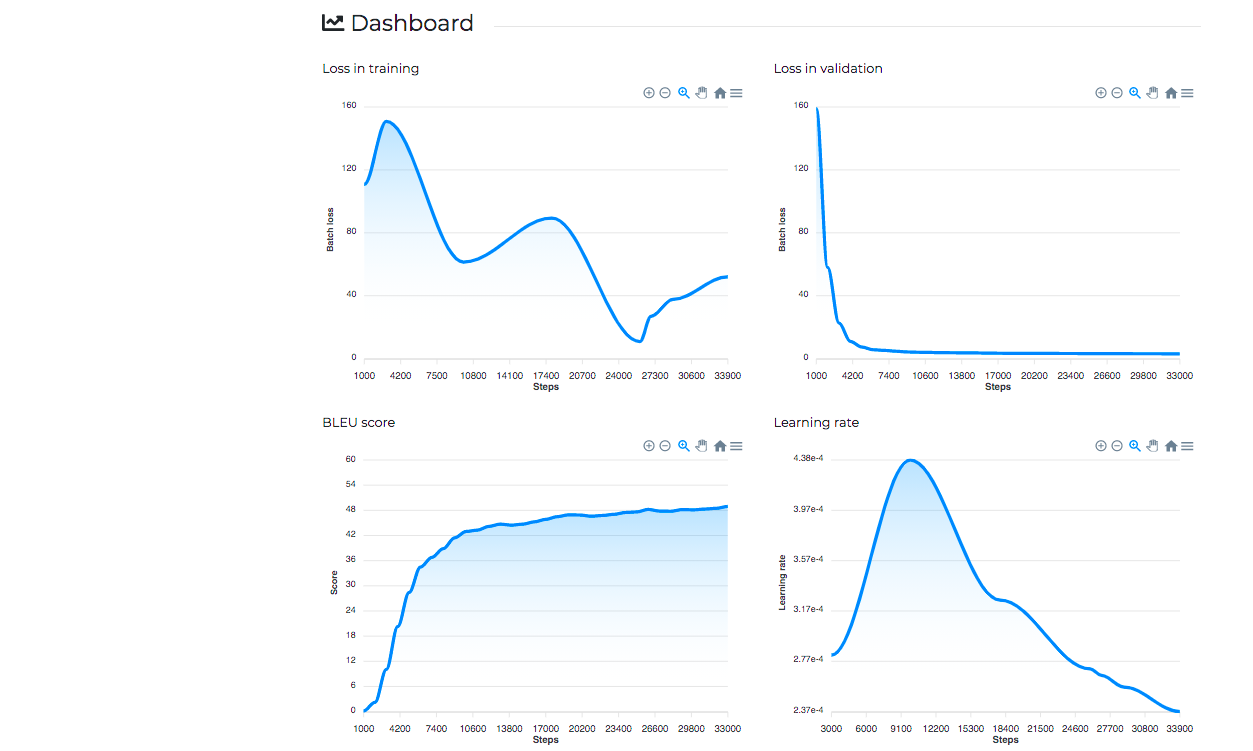 Dashboard
Loss in training
160
120
80
40
0
Batch loss
1000 4200 7500 10800 14100 17400 20700 24000 27300 30600 33900
Steps
Loss in validation
160
120
80
40
0
Batch loss
1000 4200 7400 10600 13800 17000 20200 23400 26600 29800 33000
Steps
BLEU score
60
54
48
42
36
30
24
18
12
6
0
Score
1000 4200 7400 10600 13800 17000 20200 23400 26600 29800 33000
Steps
Learning rate
4.38e-4
3.97e-4
3.57e-4
3.17e-4
2.77e-4
2.37e-4
Learning rate
3000 6000 9100 12200 15300 18400 21500 24600 27700 30800 33900
Steps